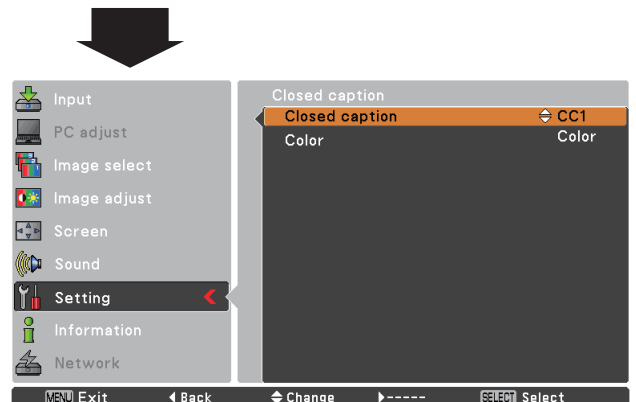 Input
PC adjust
Image select
Image adjust
Screen
Sound
Setting
Information
Network
Closed caption
Closed caption CC1
Color Color
MENU Exit Back Change ----- SELECT Select